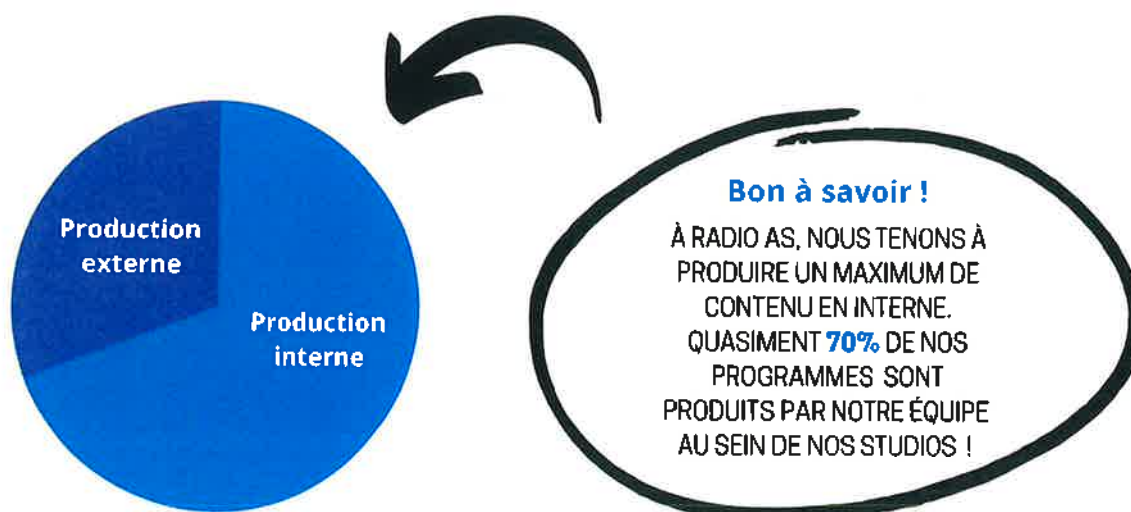 Production
externe
Production
interne
Bon à savoir !
À RADIO AS, NOUS TENONS À
PRODUIRE UN MAXIMUM DE
CONTENU EN INTERNE.
QUASIMENT 70% DE NOS
PROGRAMMES SONT
PRODUITS PAR NOTRE ÉQUIPE
AU SEIN DE NOS STUDIOS !